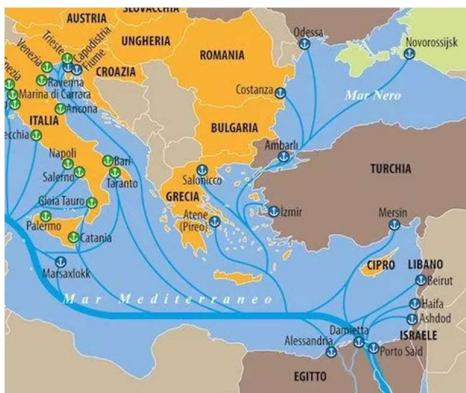 SLOVACCHIA
AUSTRIA
Trieste
Capodistria
Fiume
UNGHERIA
Odessa
Novorossijsk
Venezia
ROMANIA
CROAZIA
Ravenna
Costanza
Mar Nero
Marina di Carrara
Ancona
ITALIA
BULGARIA
Ambarlı
Napoli
Bari
Salerno
Taranto
Salonicco
TURCHIA
Gioia Tauro
GRECIA
Atene
(Pireo)
İzmir
Mersin
Palermo
Catania
CIPRO
LIBANO
Marsaxlokk
Beirut
Mar Mediterraneo
Haifa
Ashdod
Damietta
ISRAELE
Alessandria
Porto Said
EGITTO